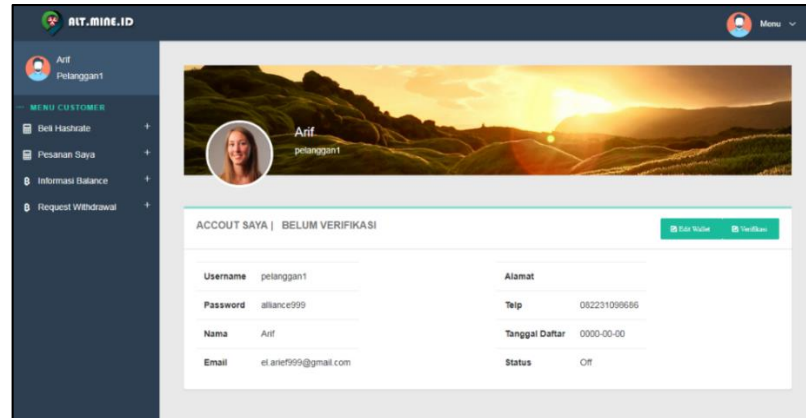 ALT.MINE.ID
Menu
Arif
Pelanggan1
MENU CUSTOMER
Beli Hashrate +
Pesanan Saya +
Informasi Balance +
Request Withdrawal +
Arif
pelanggan1
ACCOUT SAYA | BELUM VERIFIKASI
Edit Wallet
Verifikasi
Username pelanggan1
Password alliance999
Nama Arif
Email el.arief999@gmail.com
Alamat
Telp 082231098686
Tanggal Daftar 0000-00-00
Status Off